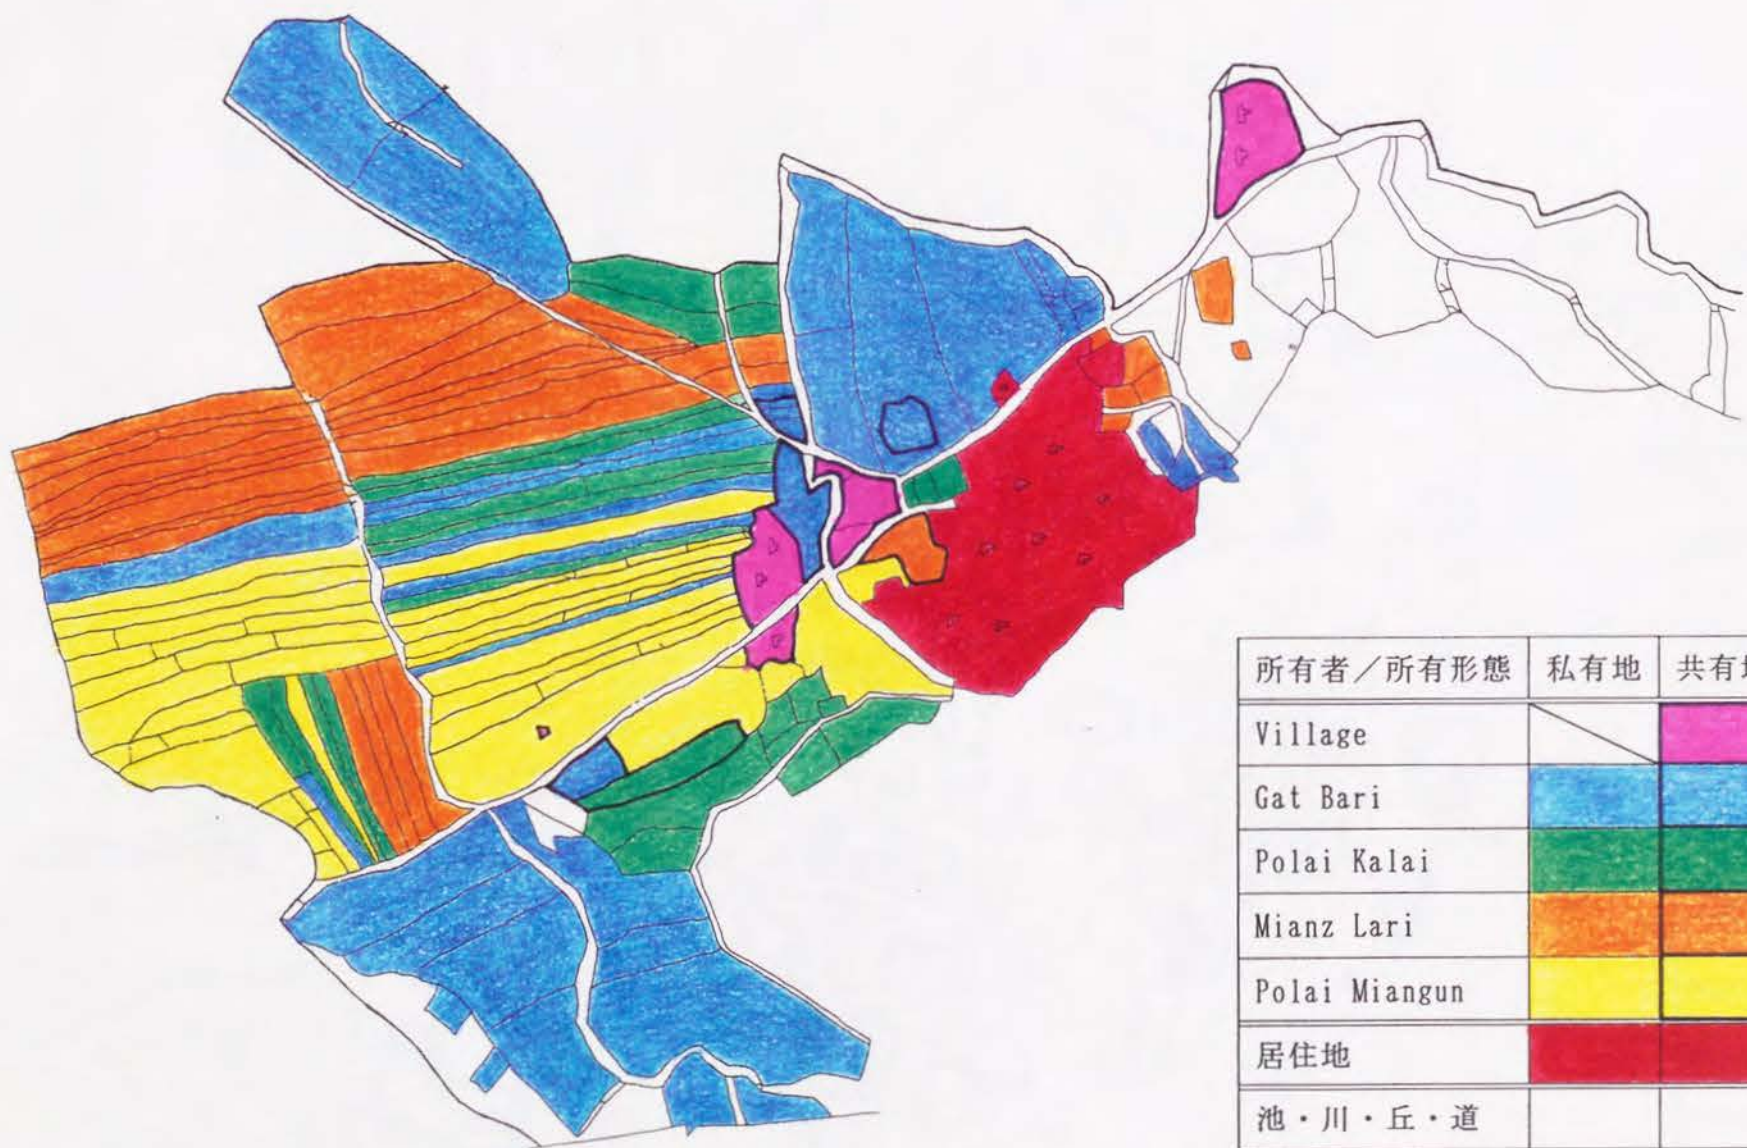 所有者／所有形態 私有地 共有地
Village
Gat Bari
Polai Kalai
Mianz Lari
Polai Miangun
居住地
池・川・丘・道